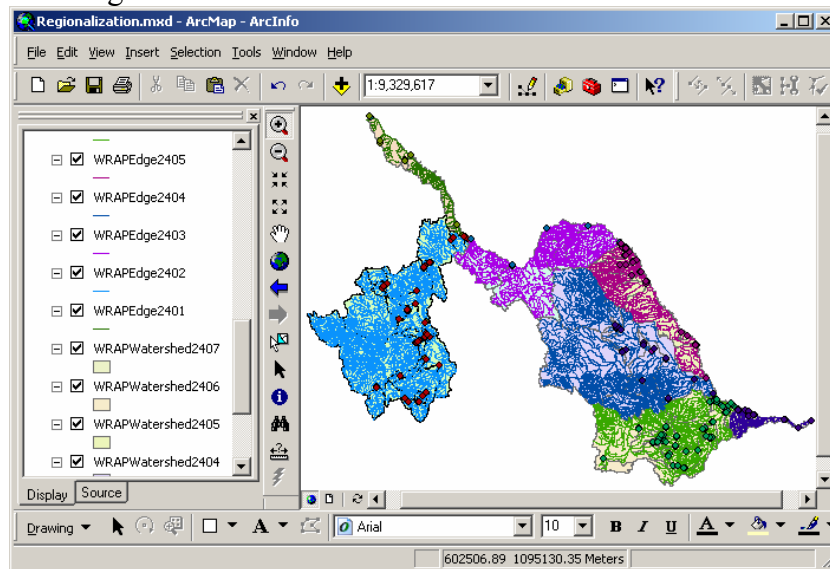 Regionalization.mxd - ArcMap - ArcInfo
File Edit View Insert Selection Tools Window Help
1:9,329,617
WRAPEdge2405
WRAPEdge2404
WRAPEdge2403
WRAPEdge2402
WRAPEdge2401
WRAPWatershed2407
WRAPWatershed2406
WRAPWatershed2405
WRAPWatershed2404
Display Source
Drawing A Arial 10 B I U A
602506.89 1095130.35 Meters